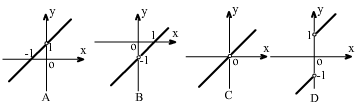 y y y y
x x x x
-1 1 o 1 o 1
o -1 o -1
A B C D